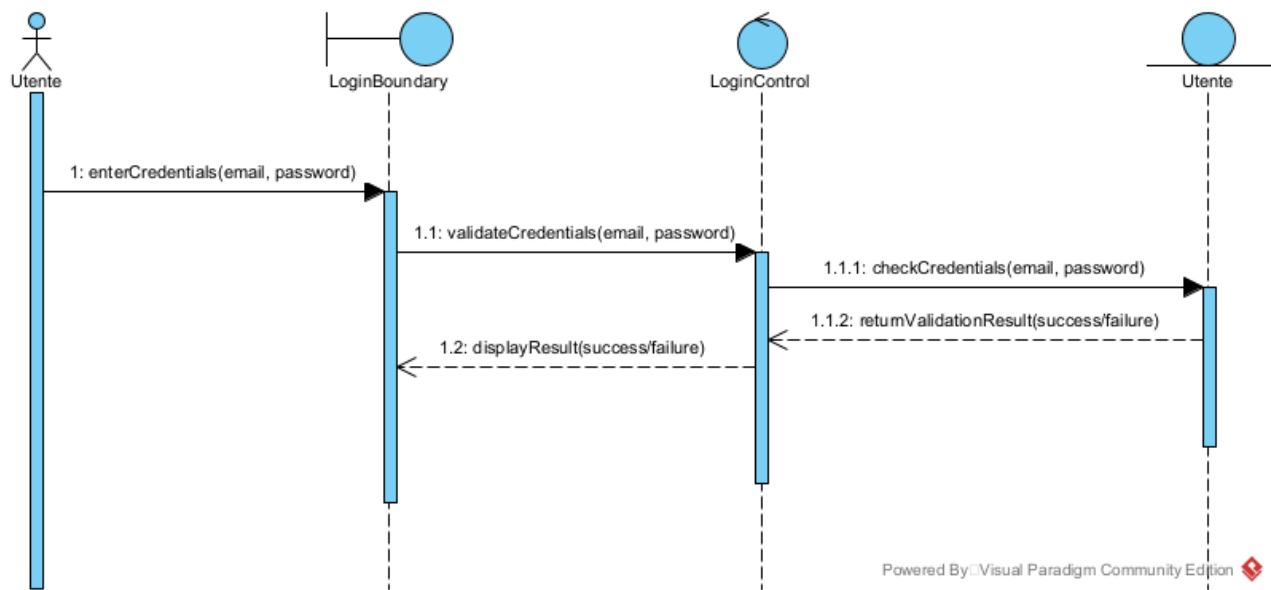 Utente
LoginBoundary
LoginControl
Utente
1: enterCredentials(email, password)
1.1: validateCredentials(email, password)
1.1.1: checkCredentials(email, password)
1.1.2: returnValidationResult(success/failure)
1.2: displayResult(success/failure)
Powered By□Visual Paradigm Community Edition